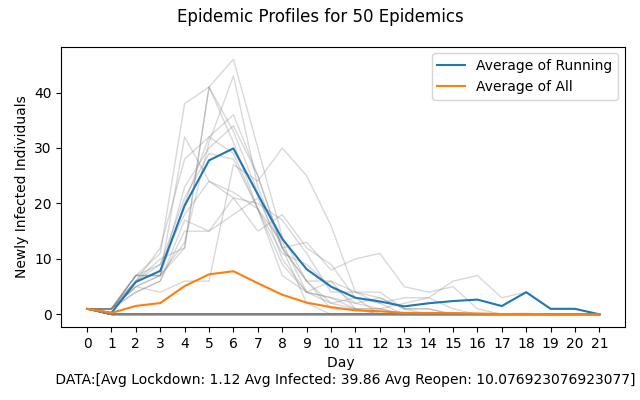 Epidemic Profiles for 50 Epidemics
Newly Infected Individuals
40
30
20
10
0
Average of Running
Average of All
0 1 2 3 4 5 6 7 8 9 10 11 12 13 14 15 16 17 18 19 20 21
Day
DATA:[Avg Lockdown: 1.12 Avg Infected: 39.86 Avg Reopen: 10.076923076923077]